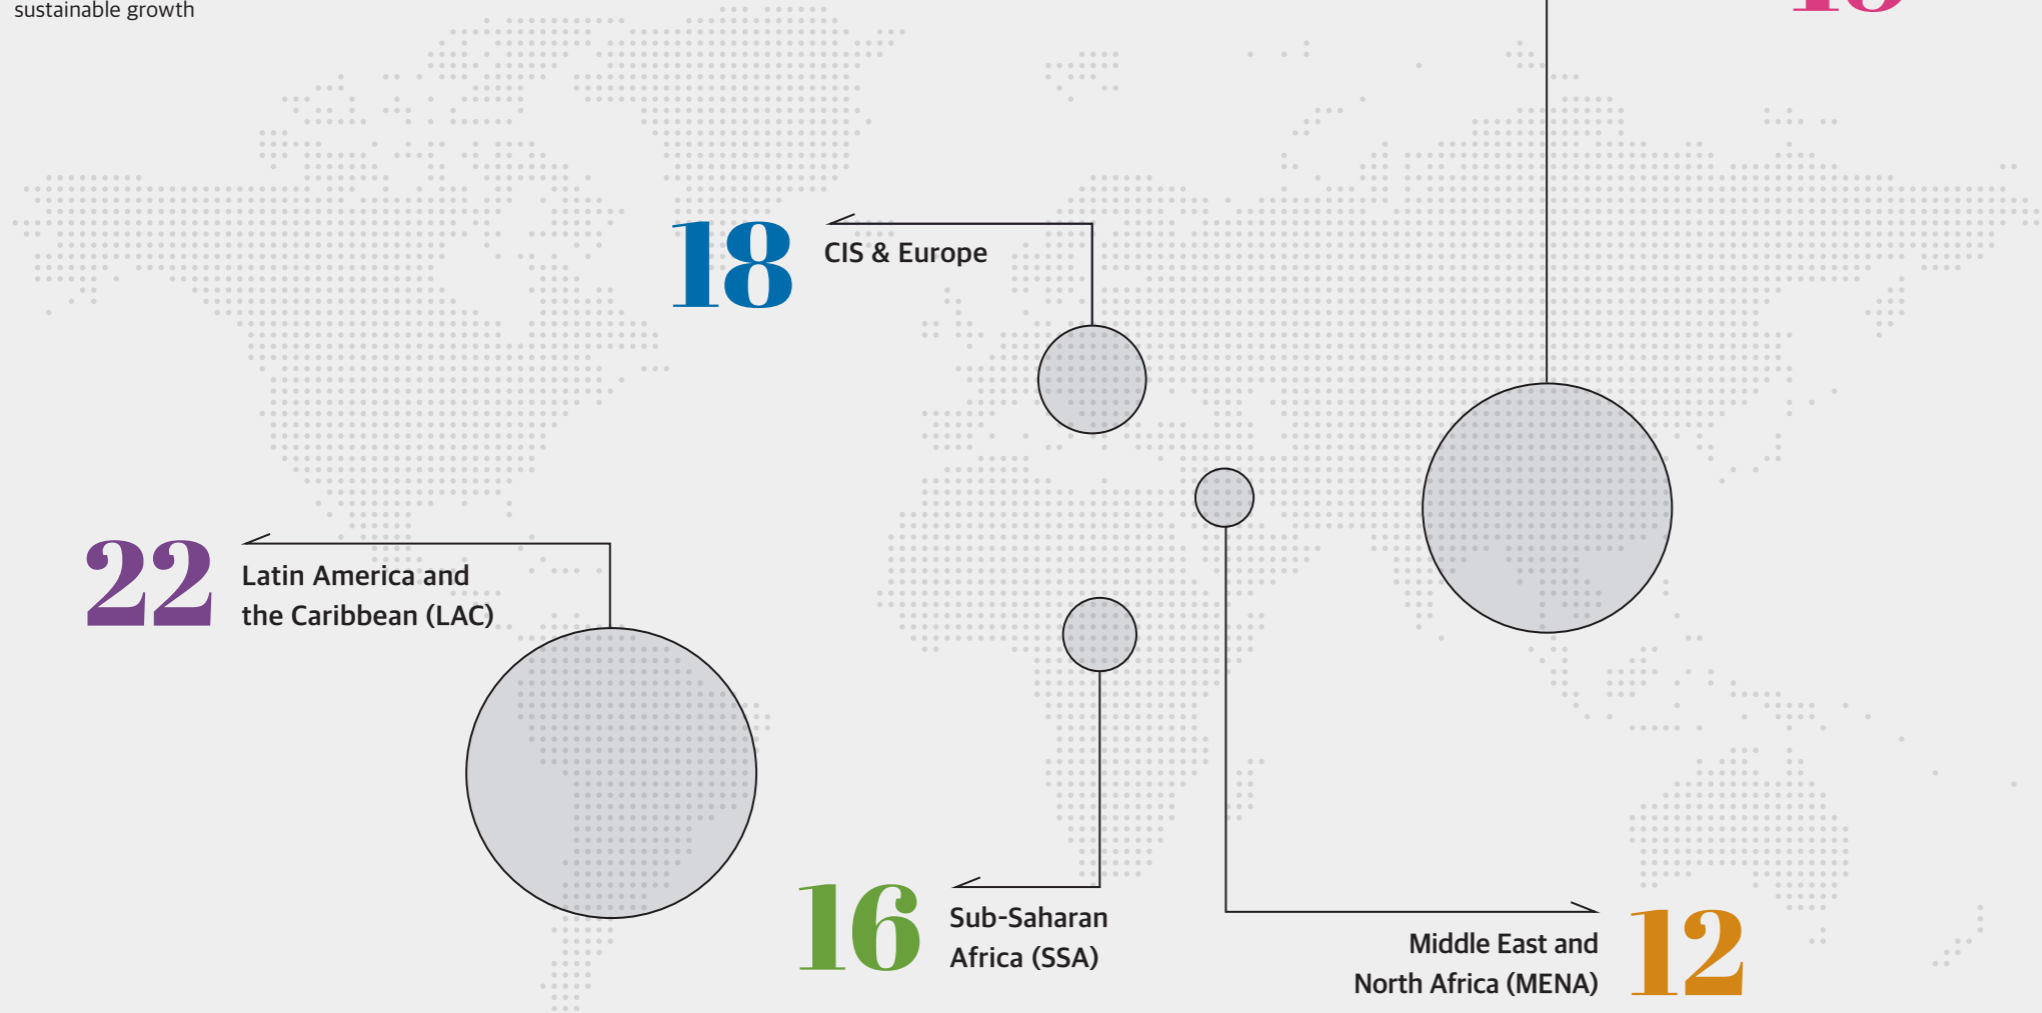 sustainable growth
18
CIS & Europe
22
Latin America and
the Caribbean (LAC)
16
Sub-Saharan
Africa (SSA)
Middle East and
North Africa (MENA)
12